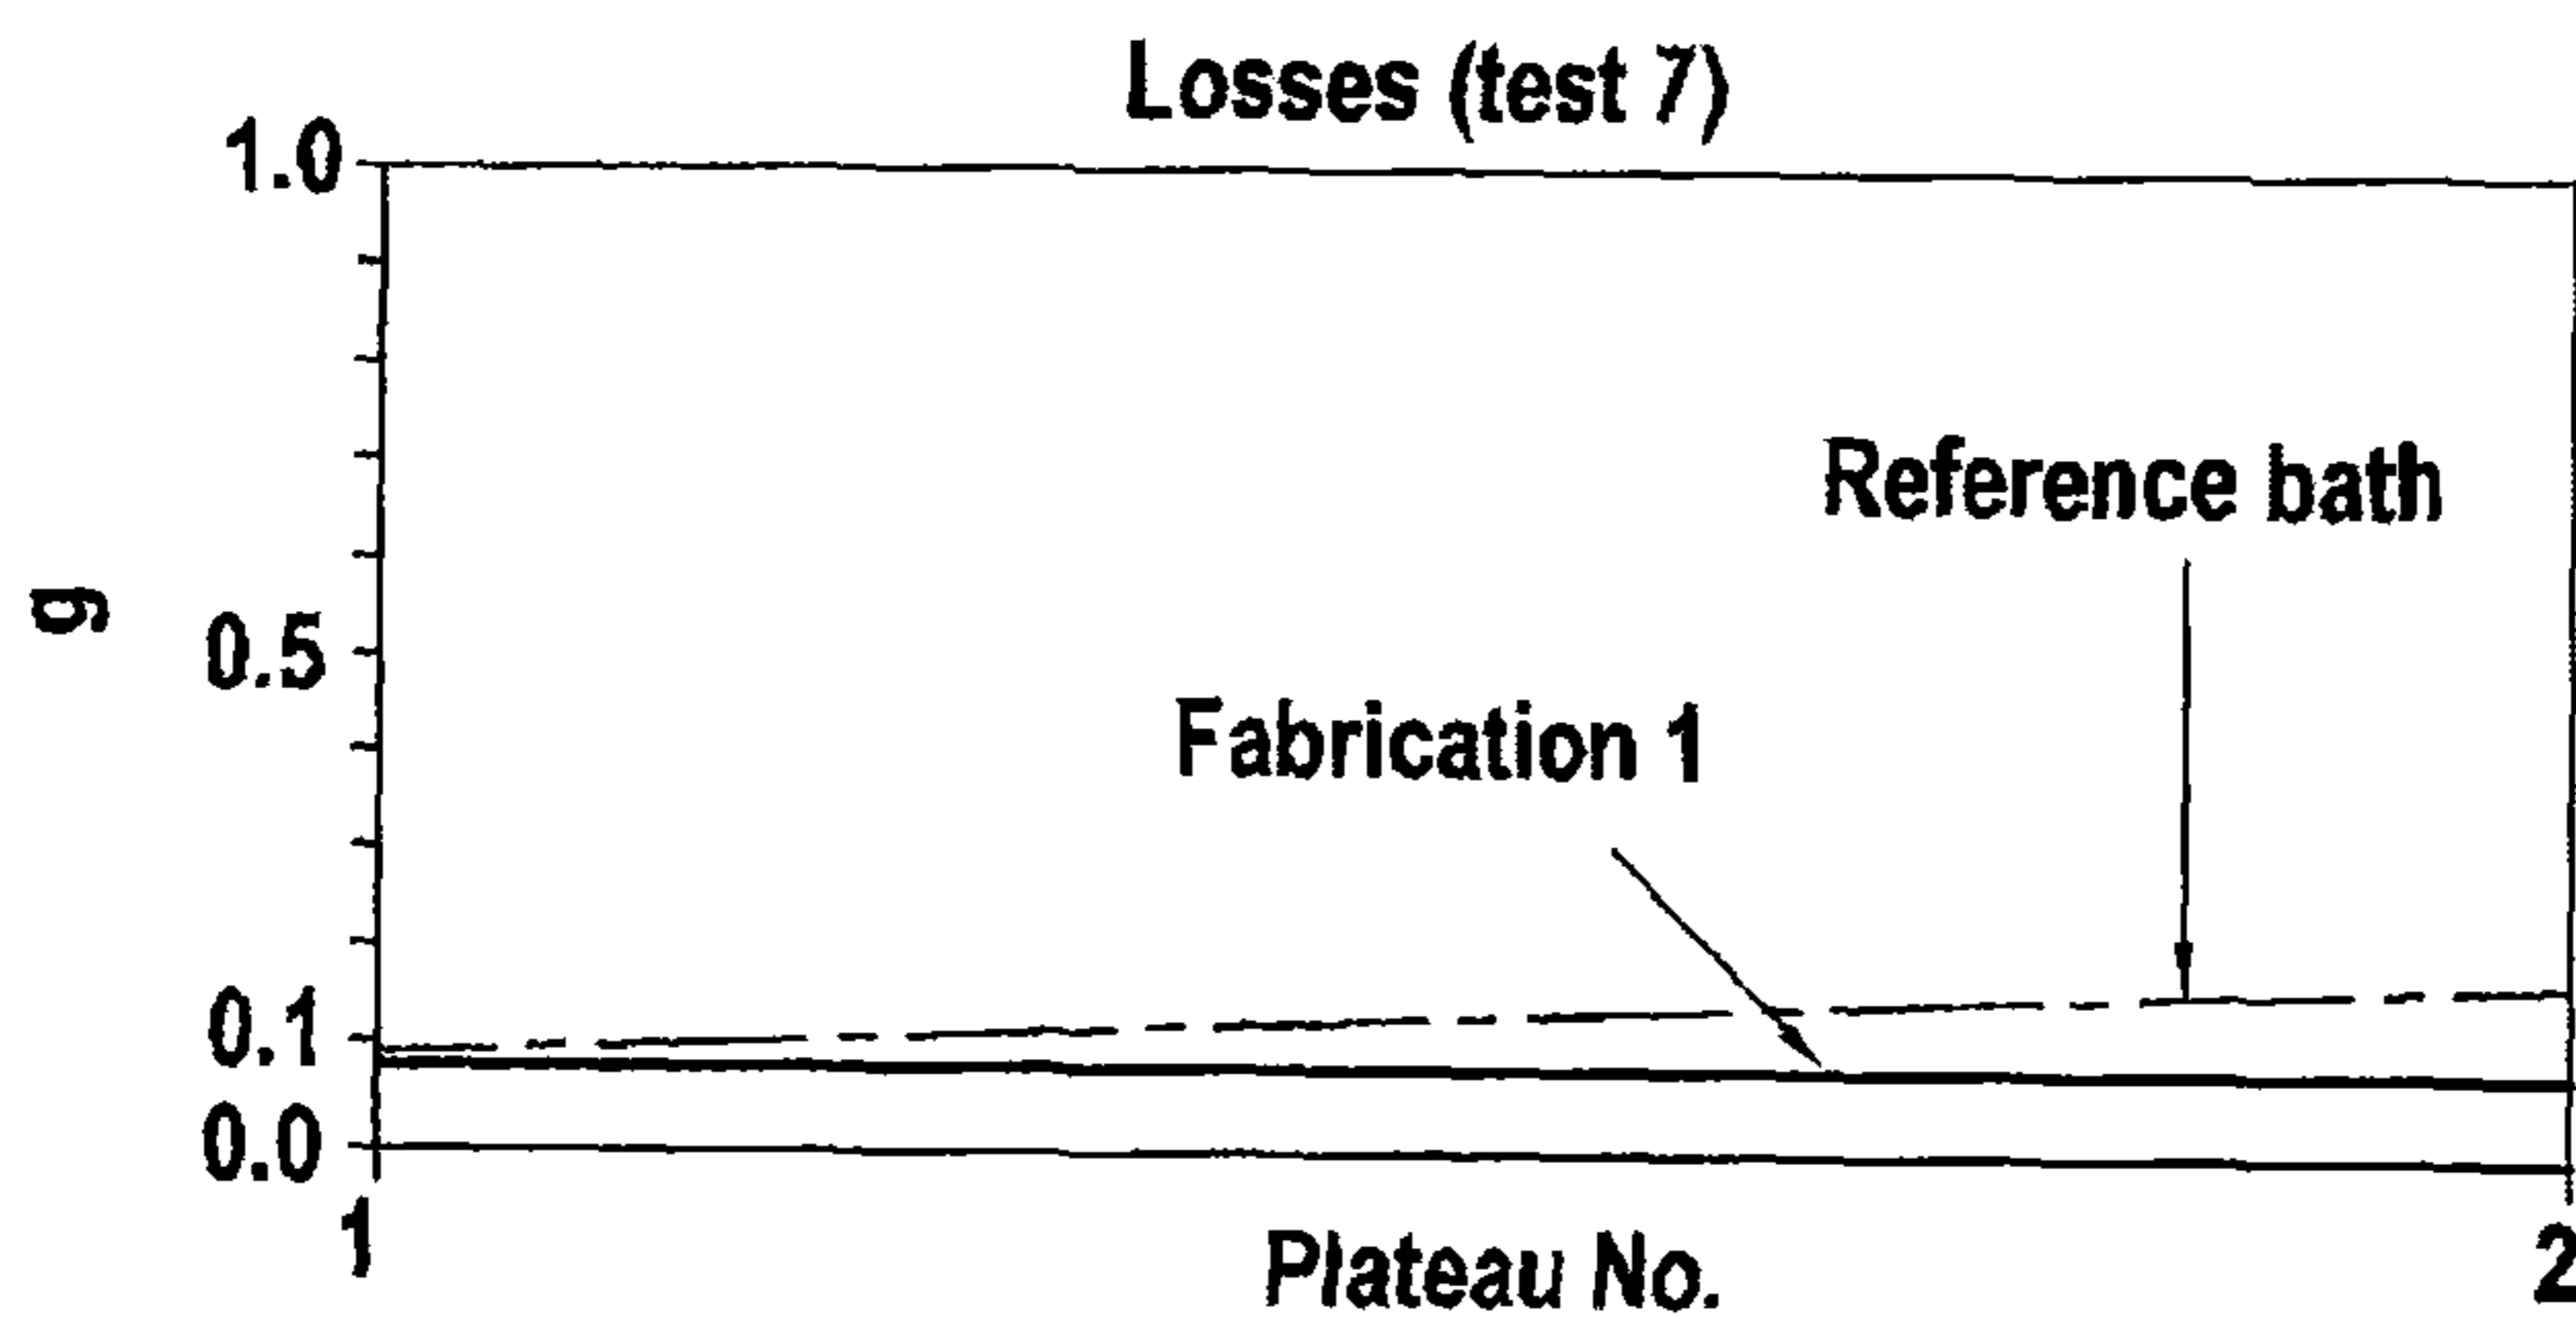 Losses (test 7)
1.0
Reference bath
g
0.5
Fabrication 1
0.1
0.0
1
2
Plateau No.